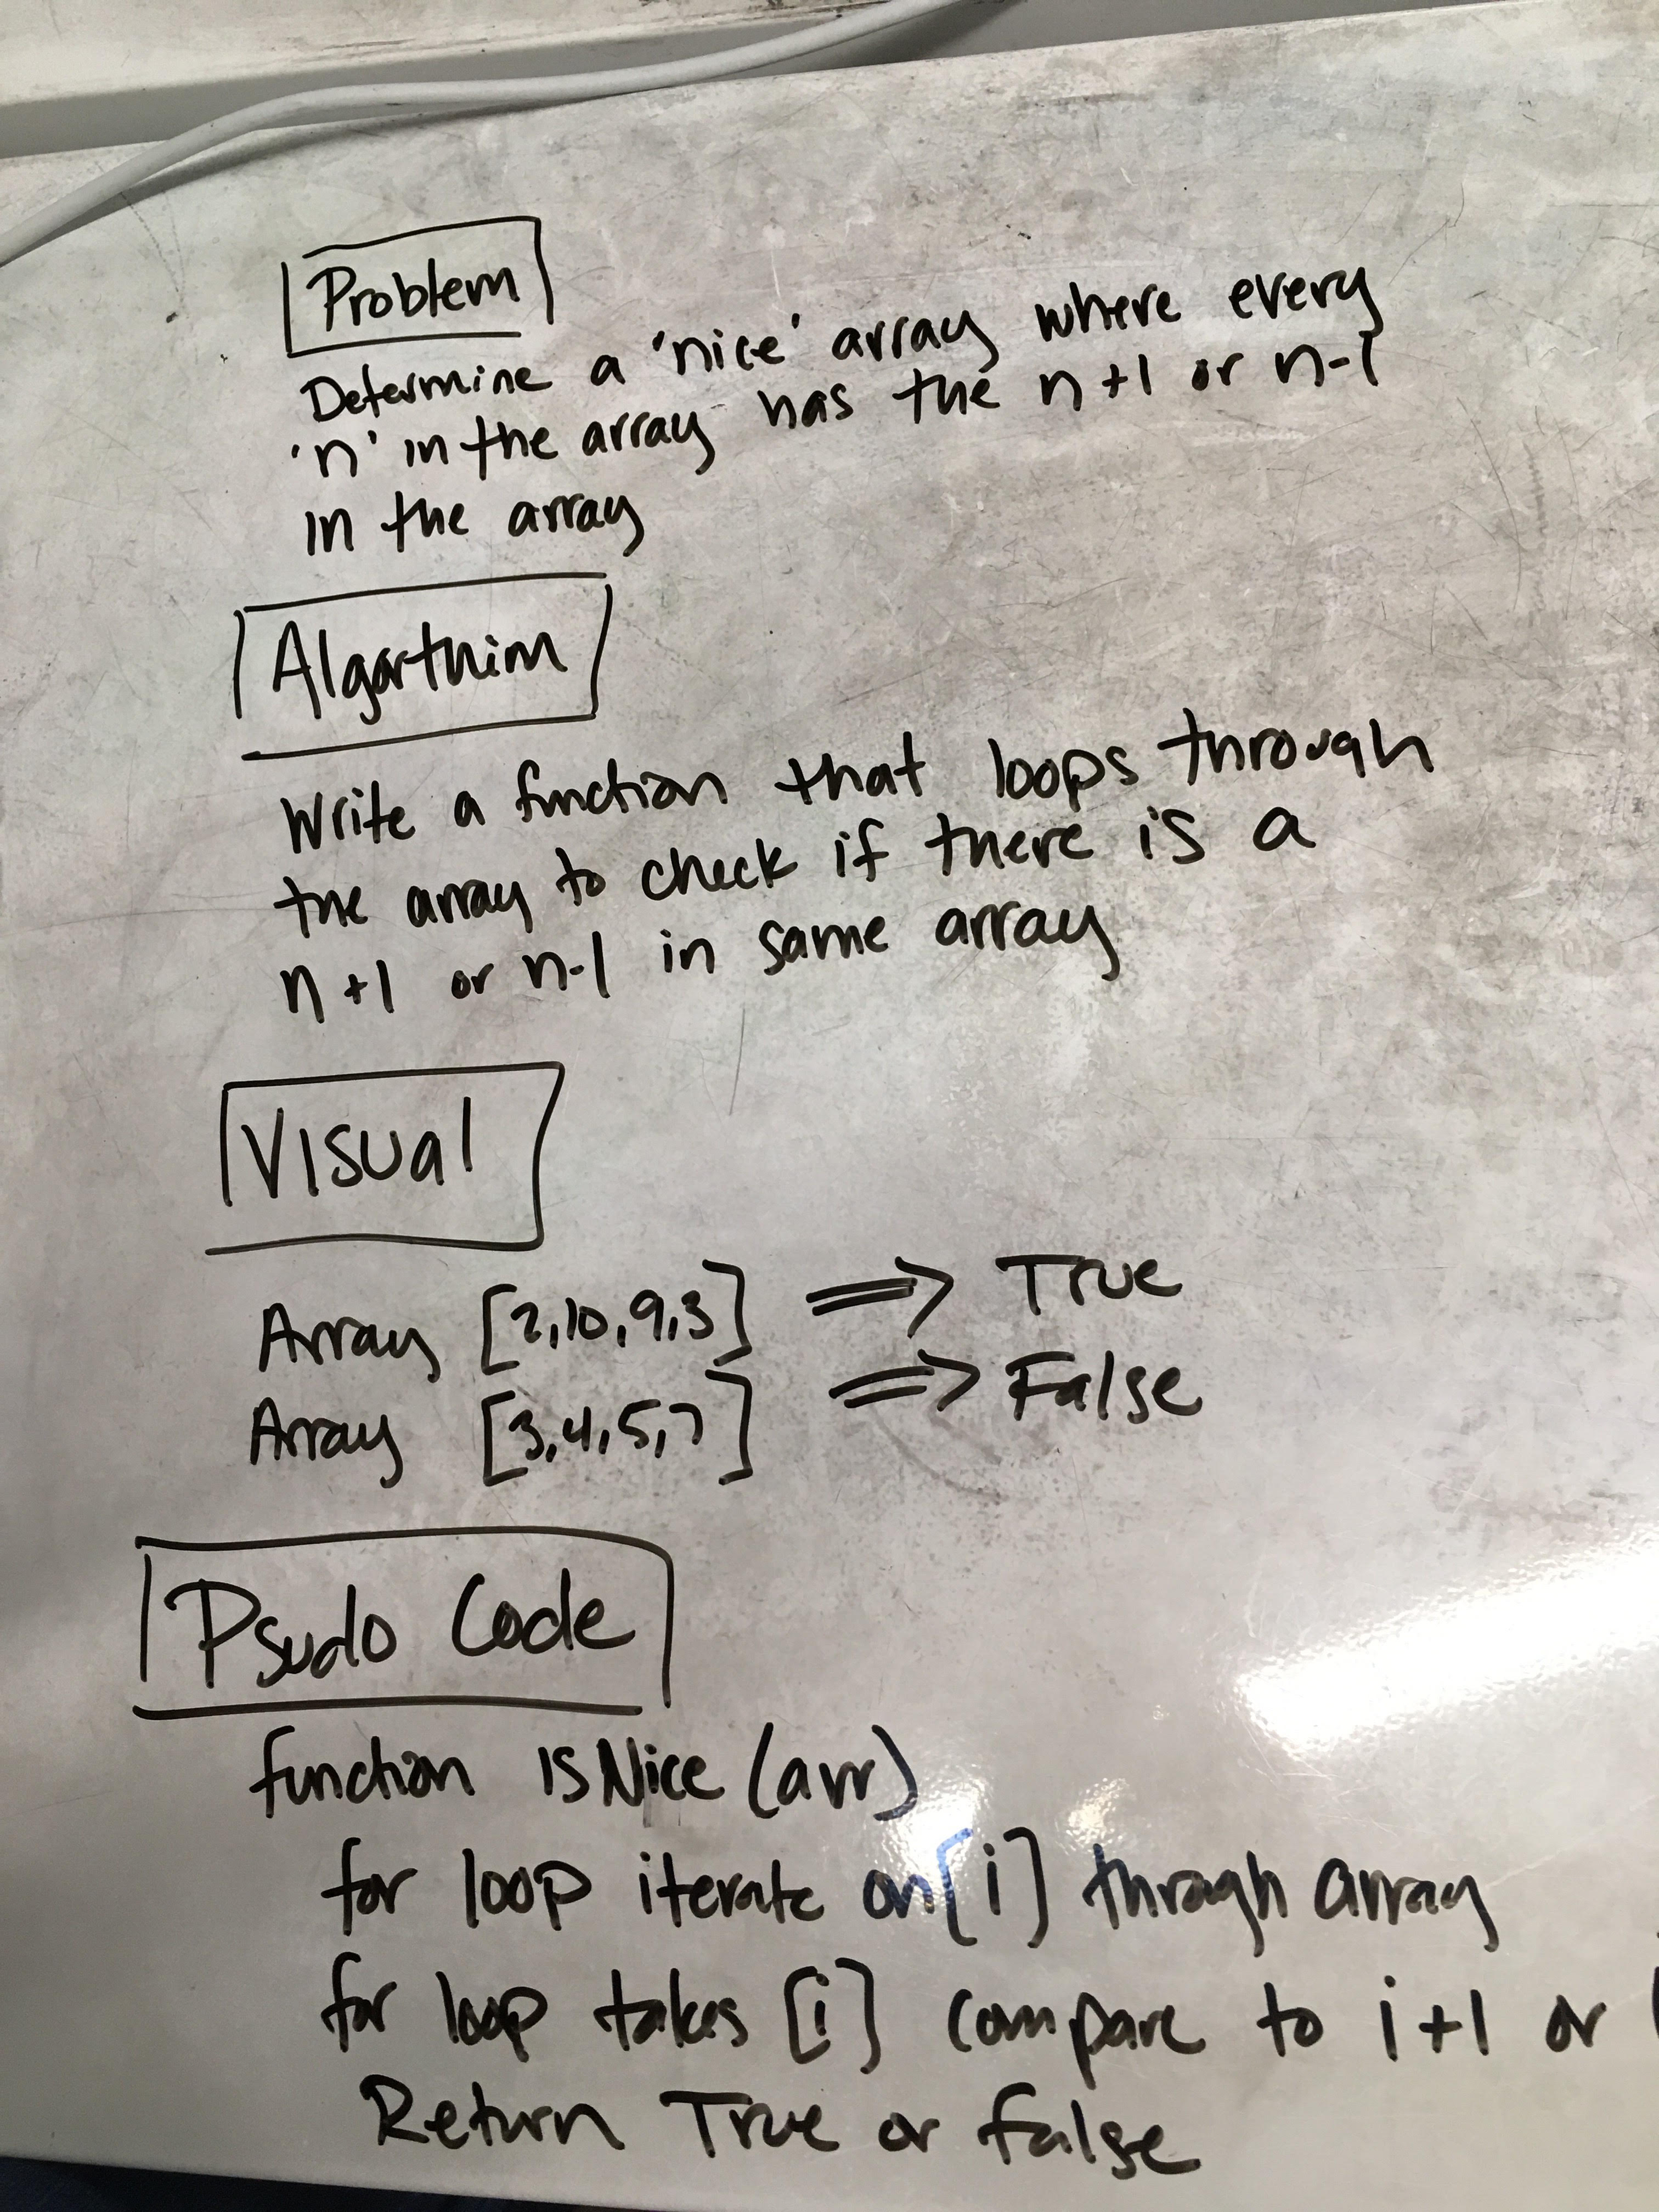 Problem
Determine a 'nice' array where every
'n' in the array has the n+1 or n-1
in the array
Algorthim
Write a function that loops through
the array to check if there is a
n+1 or n-1 in same array
Visual
Array [2,10,9,3] => True
Array [3,4,5,7] => False
Psudo Code
function isNice (arr)
for loop iterate on [i] through array
for loop takes [i] compare to i+1 or
Return True or false